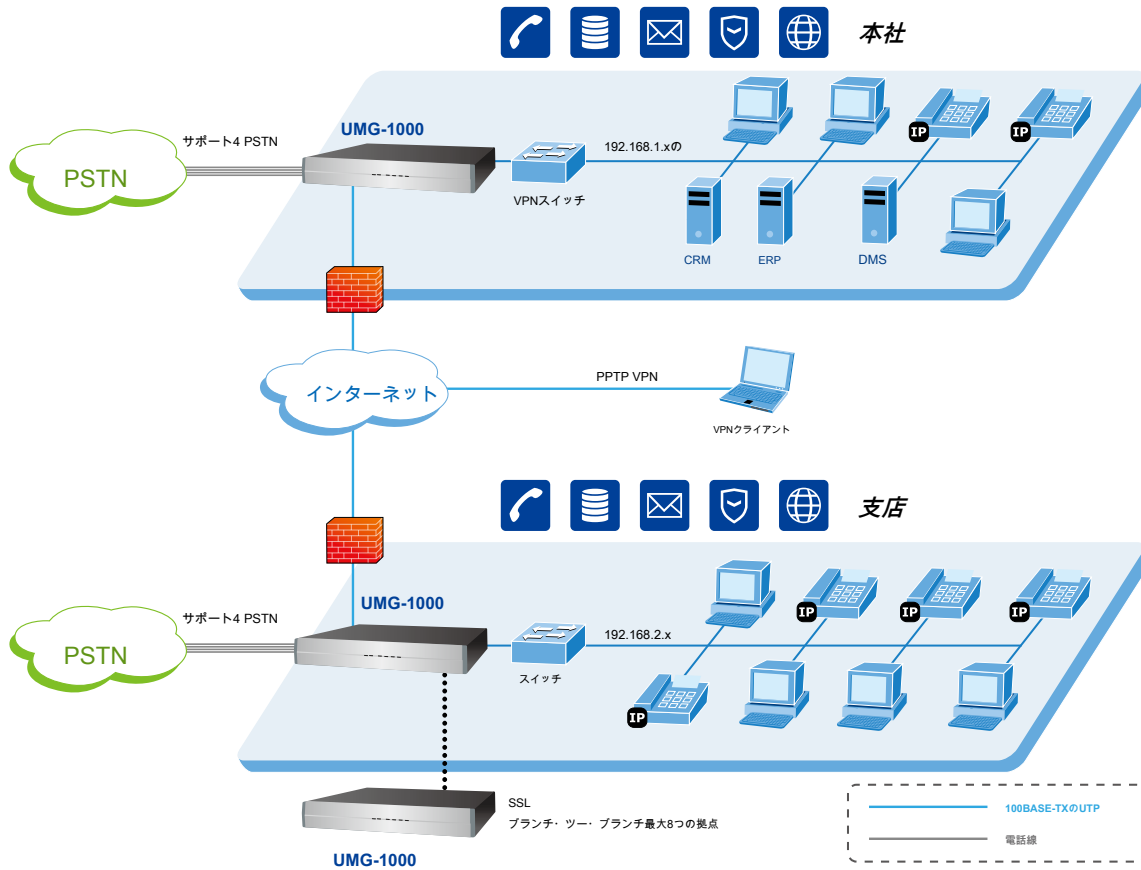 本社
UMG-1000
サポート4 PSTN
PSTN
192.168.1.xの
VPNスイッチ
IP
IP
CRM
ERP
DMS
インターネット
PPTP VPN
VPNクライアント
支店
UMG-1000
サポート4 PSTN
PSTN
192.168.2.x
スイッチ
IP
IP
IP
IP
SSL
ブランチ・ツー・ブランチ最大8つの拠点
UMG-1000
100BASE-TXのUTP
電話線